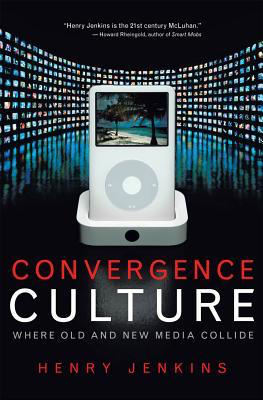 "Henry Jenkins is the 21st century McLuhan."
— Howard Rheingold, author of Smart Mobs
CONVERGENCE
CULTURE
WHERE OLD AND NEW MEDIA COLLIDE
HENRY JENKINS